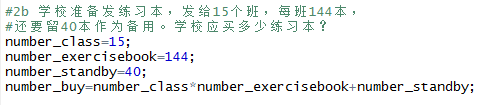 #2b 学校准备发练习本，发给15个班，每班144本，
#还要留40本作为备用。学校应买多少练习本？
number_class=15;
number_exercisebook=144;
number_standby=40;
number_buy=number_class*number_exercisebook+number_standby;